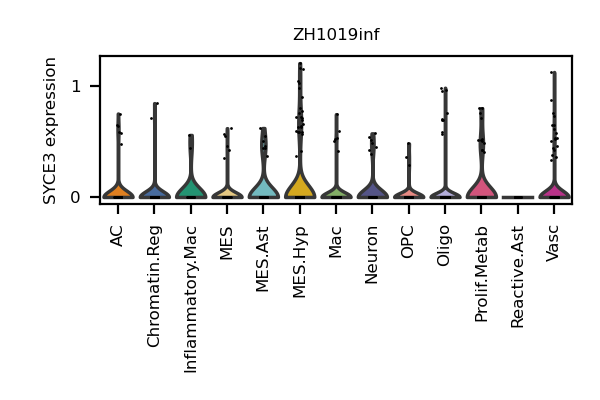 ZH1019inf
SYCE3 expression
1
0
AC
Chromatin.Reg
Inflammatory.Mac
MES
MES.Ast
MES.Hyp
Mac
Neuron
OPC
Oligo
Prolif.Metab
Reactive.Ast
Vasc